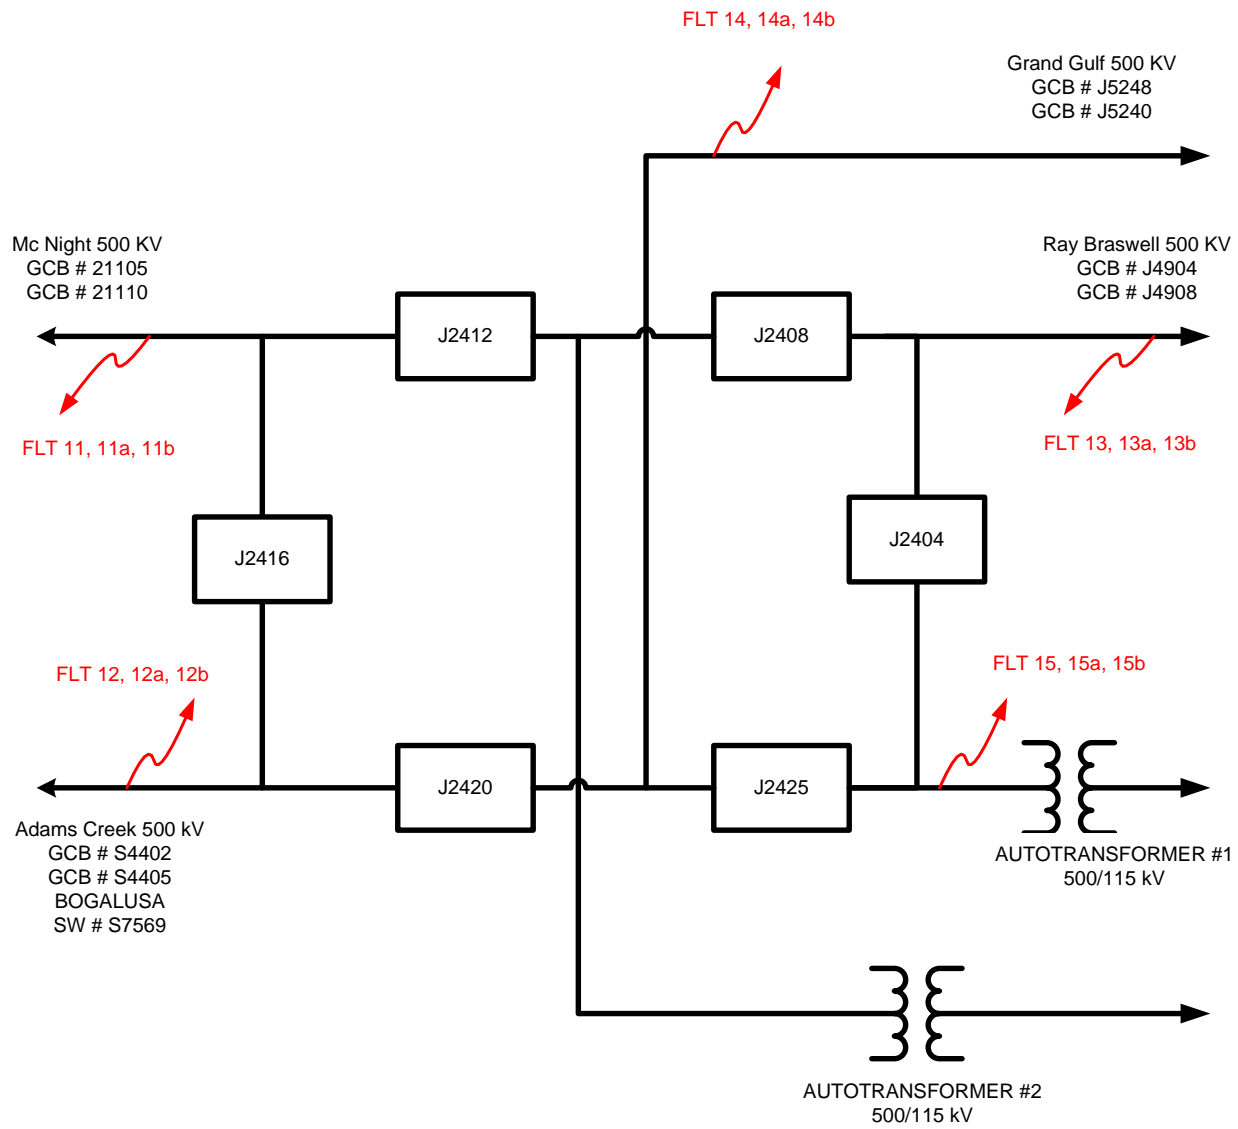 FLT 14, 14a, 14b
Grand Gulf 500 KV
GCB # J5248
GCB # J5240
Mc Night 500 KV
GCB # 21105
GCB # 21110
Ray Braswell 500 KV
GCB # J4904
GCB # J4908
J2412
J2408
FLT 11, 11a, 11b
FLT 13, 13a, 13b
J2416
J2404
FLT 12, 12a, 12b
FLT 15, 15a, 15b
J2420
J2425
Adams Creek 500 kV
GCB # S4402
GCB # S4405
BOGALUSA
SW # S7569
AUTOTRANSFORMER #1
500/115 kV
AUTOTRANSFORMER #2
500/115 kV